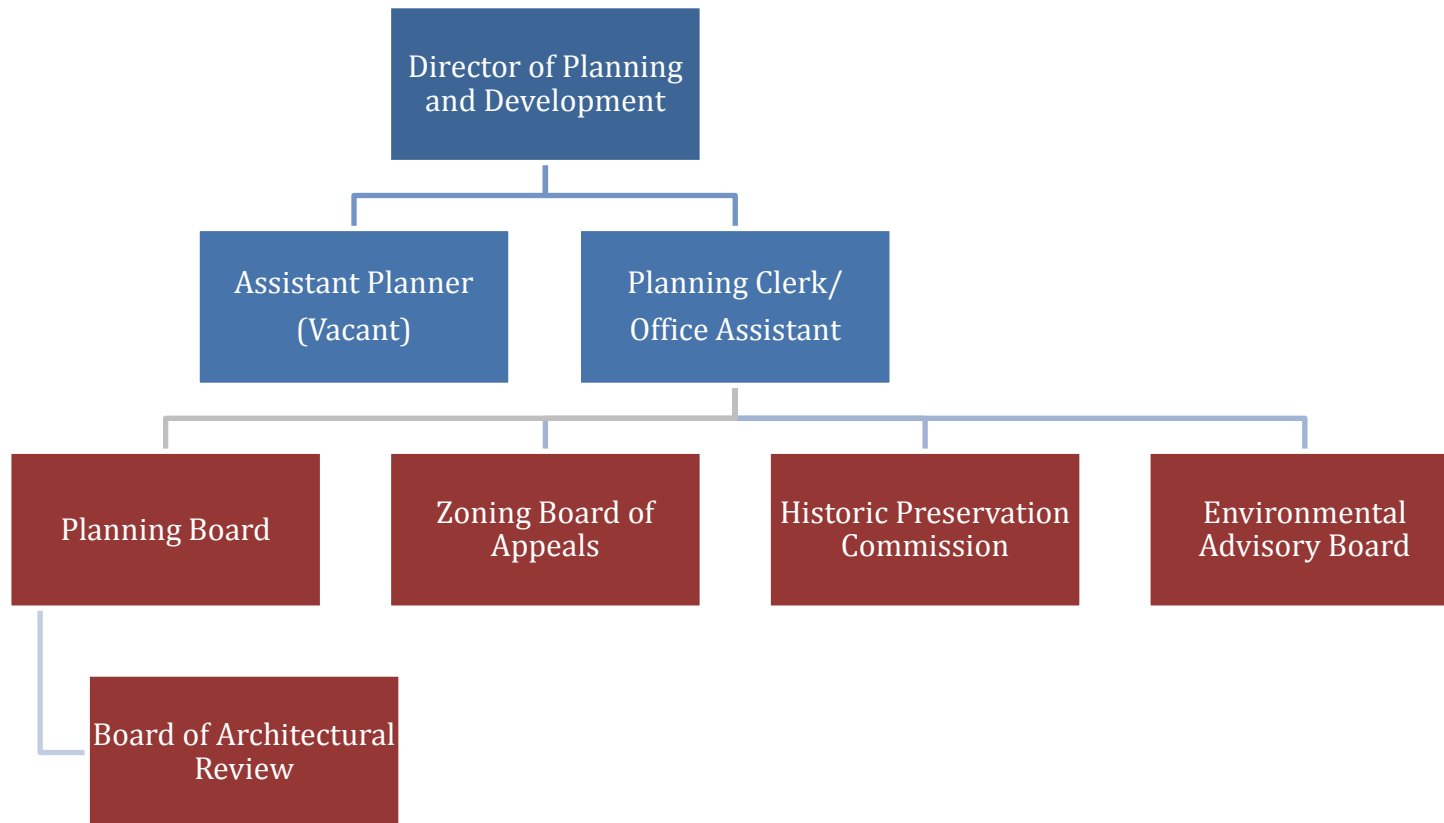 Director of Planning
and Development
Assistant Planner
(Vacant)
Planning Clerk/
Office Assistant
Planning Board
Zoning Board of
Appeals
Historic Preservation
Commission
Environmental
Advisory Board
Board of Architectural
Review